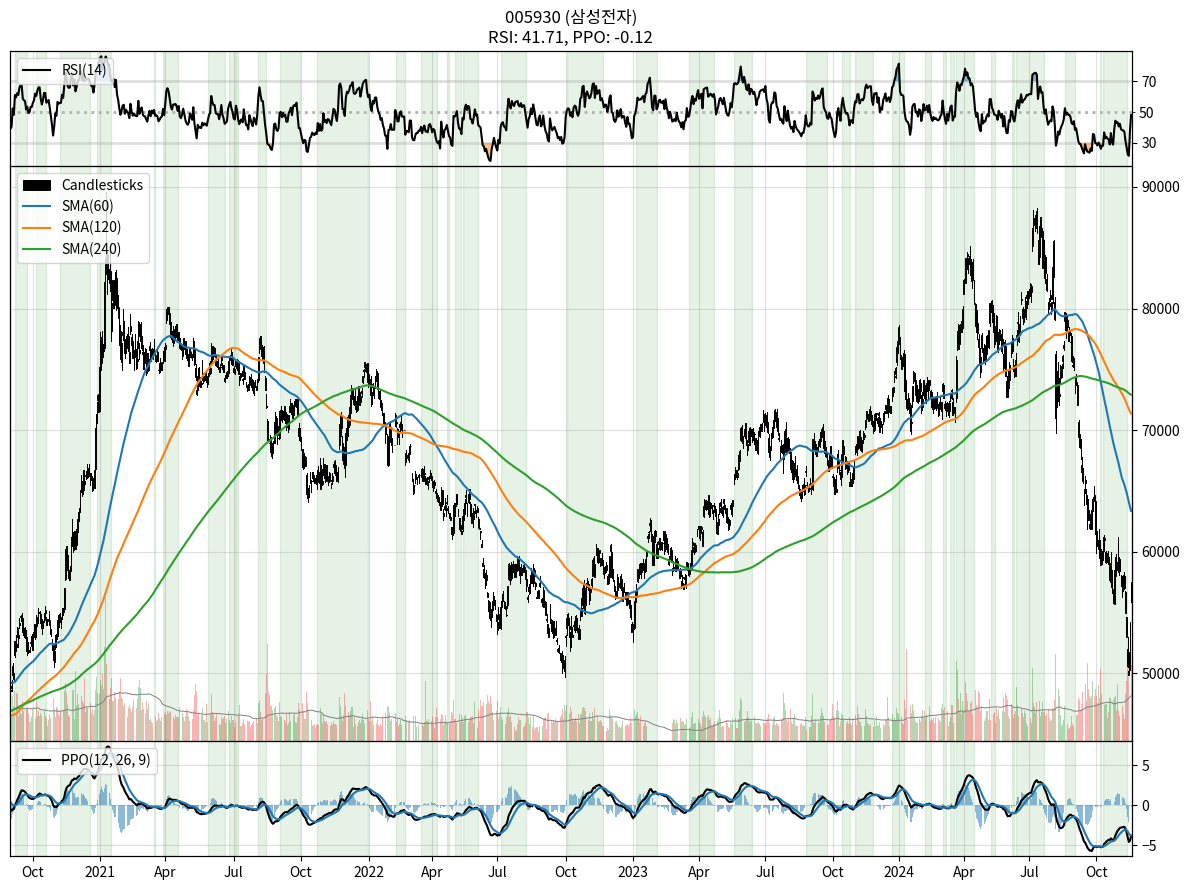 005930 (삼성전자)
RSI: 41.71, PPO: -0.12
RSI(14)
70
50
30
Candlesticks
SMA(60)
SMA(120)
SMA(240)
90000
80000
70000
60000
50000
PPO(12, 26, 9)
5
0
−5
Oct 2021 Apr Jul Oct 2022 Apr Jul Oct 2023 Apr Jul Oct 2024 Apr Jul Oct